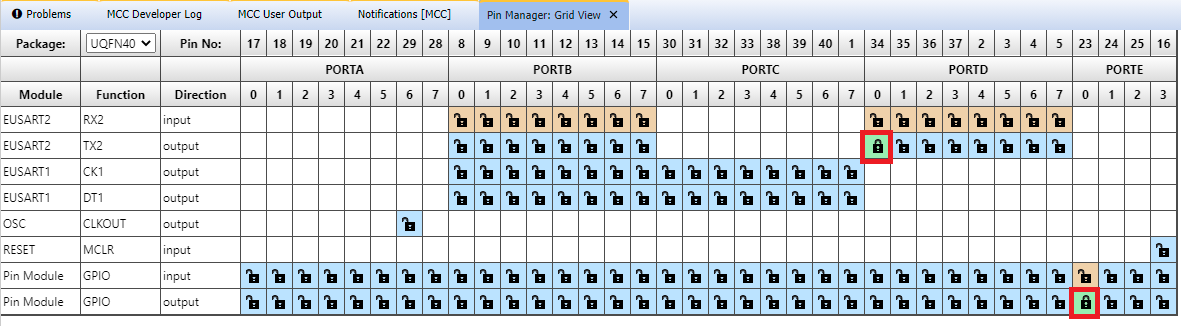 Problems MCC Developer Log MCC User Output Notifications [MCC] Pin Manager: Grid View ✕
Package: UQFN40 Pin No: 17 18 19 20 21 22 29 28 8 9 10 11 12 13 14 15 30 31 32 33 38 39 40 1 34 35 36 37 2 3 4 5 23 24 25 16
PORTA PORTB PORTC PORTD PORTE
Module Function Direction 0 1 2 3 4 5 6 7 0 1 2 3 4 5 6 7 0 1 2 3 4 5 6 7 0 1 2 3 4 5 6 7 0 1 2 3
EUSART2 RX2 input
EUSART2 TX2 output
EUSART1 CK1 output
EUSART1 DT1 output
OSC CLKOUT output
RESET MCLR input
Pin Module GPIO input
Pin Module GPIO output